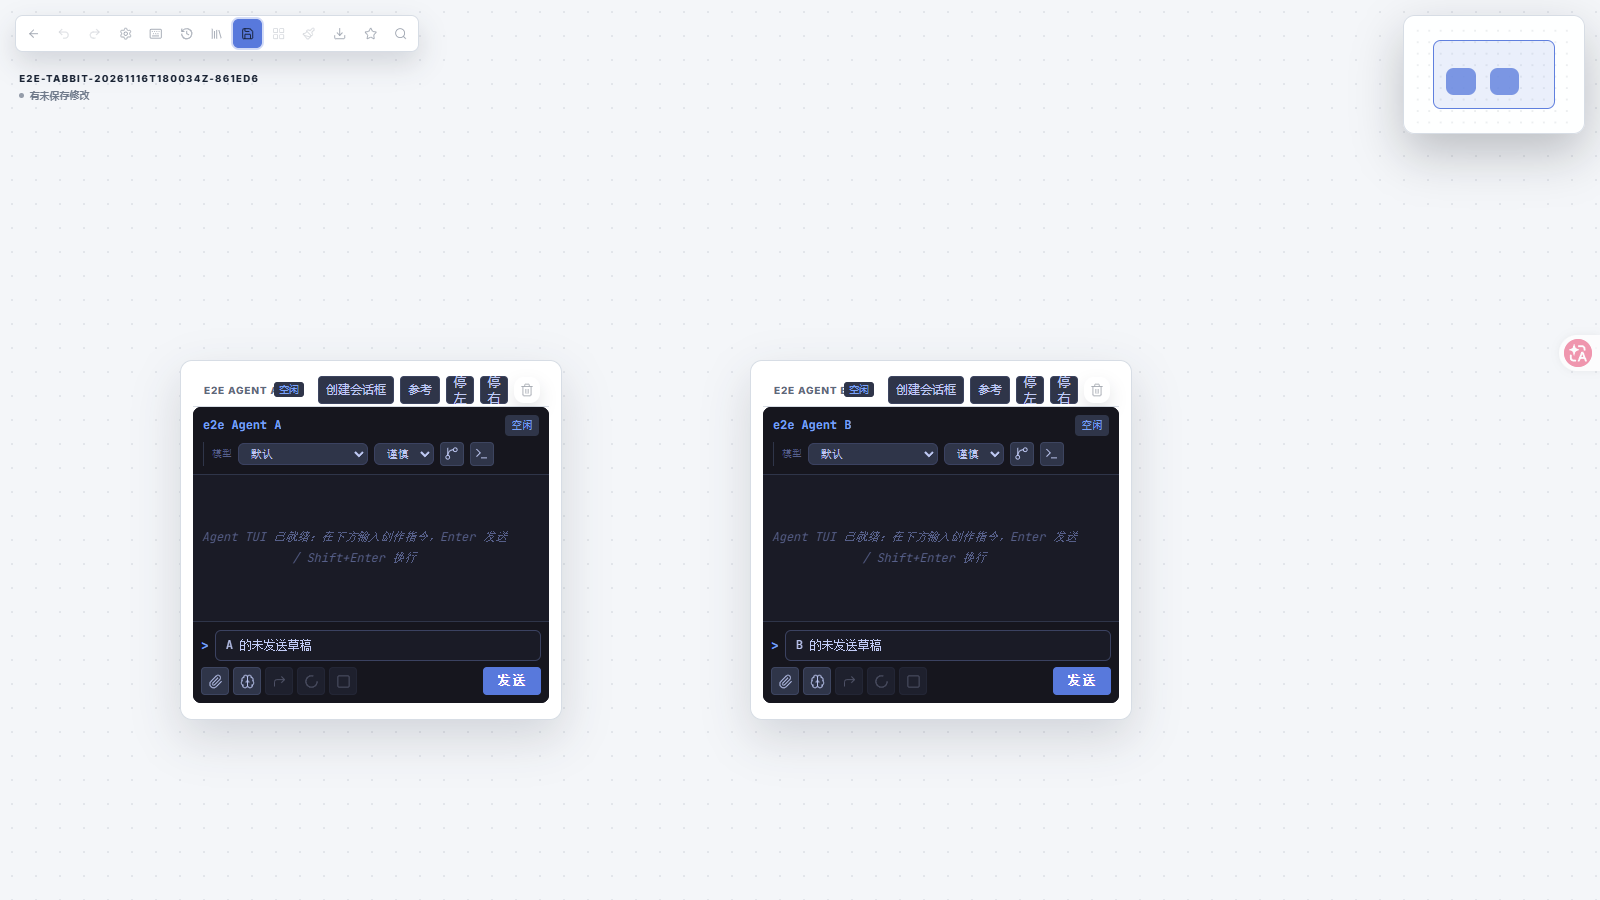 E2E-TABBIT-20261116T180034Z-861ED6
有未保存修改
E2E AGENT 空闲 创建会话框 参考 停左 停右
e2e Agent A 空闲
模型 默认 谨慎
Agent TUI 已就绪：在下方输入创作指令，Enter 发送
/ Shift+Enter 换行
> A 的未发送草稿
发送
E2E AGENT 空闲 创建会话框 参考 停左 停右
e2e Agent B 空闲
模型 默认 谨慎
Agent TUI 已就绪：在下方输入创作指令，Enter 发送
/ Shift+Enter 换行
> B 的未发送草稿
发送